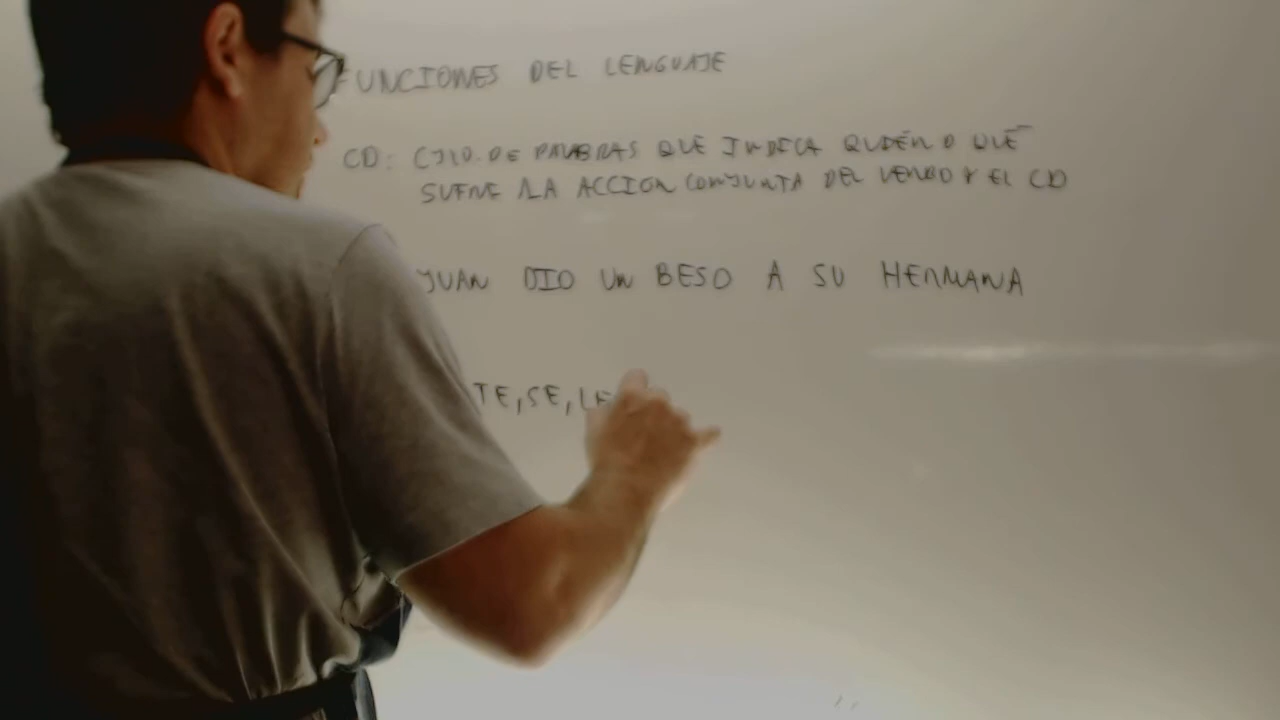 FUNCIONES DEL LENGUAJE
CD: CJTO. DE PALABRAS QUE INDICA QUIÉN O QUÉ
SUFRE LA ACCION CONJUNTA DEL VERBO Y EL CD
JUAN DIO UN BESO A SU HERMANA
TE, SE, LE